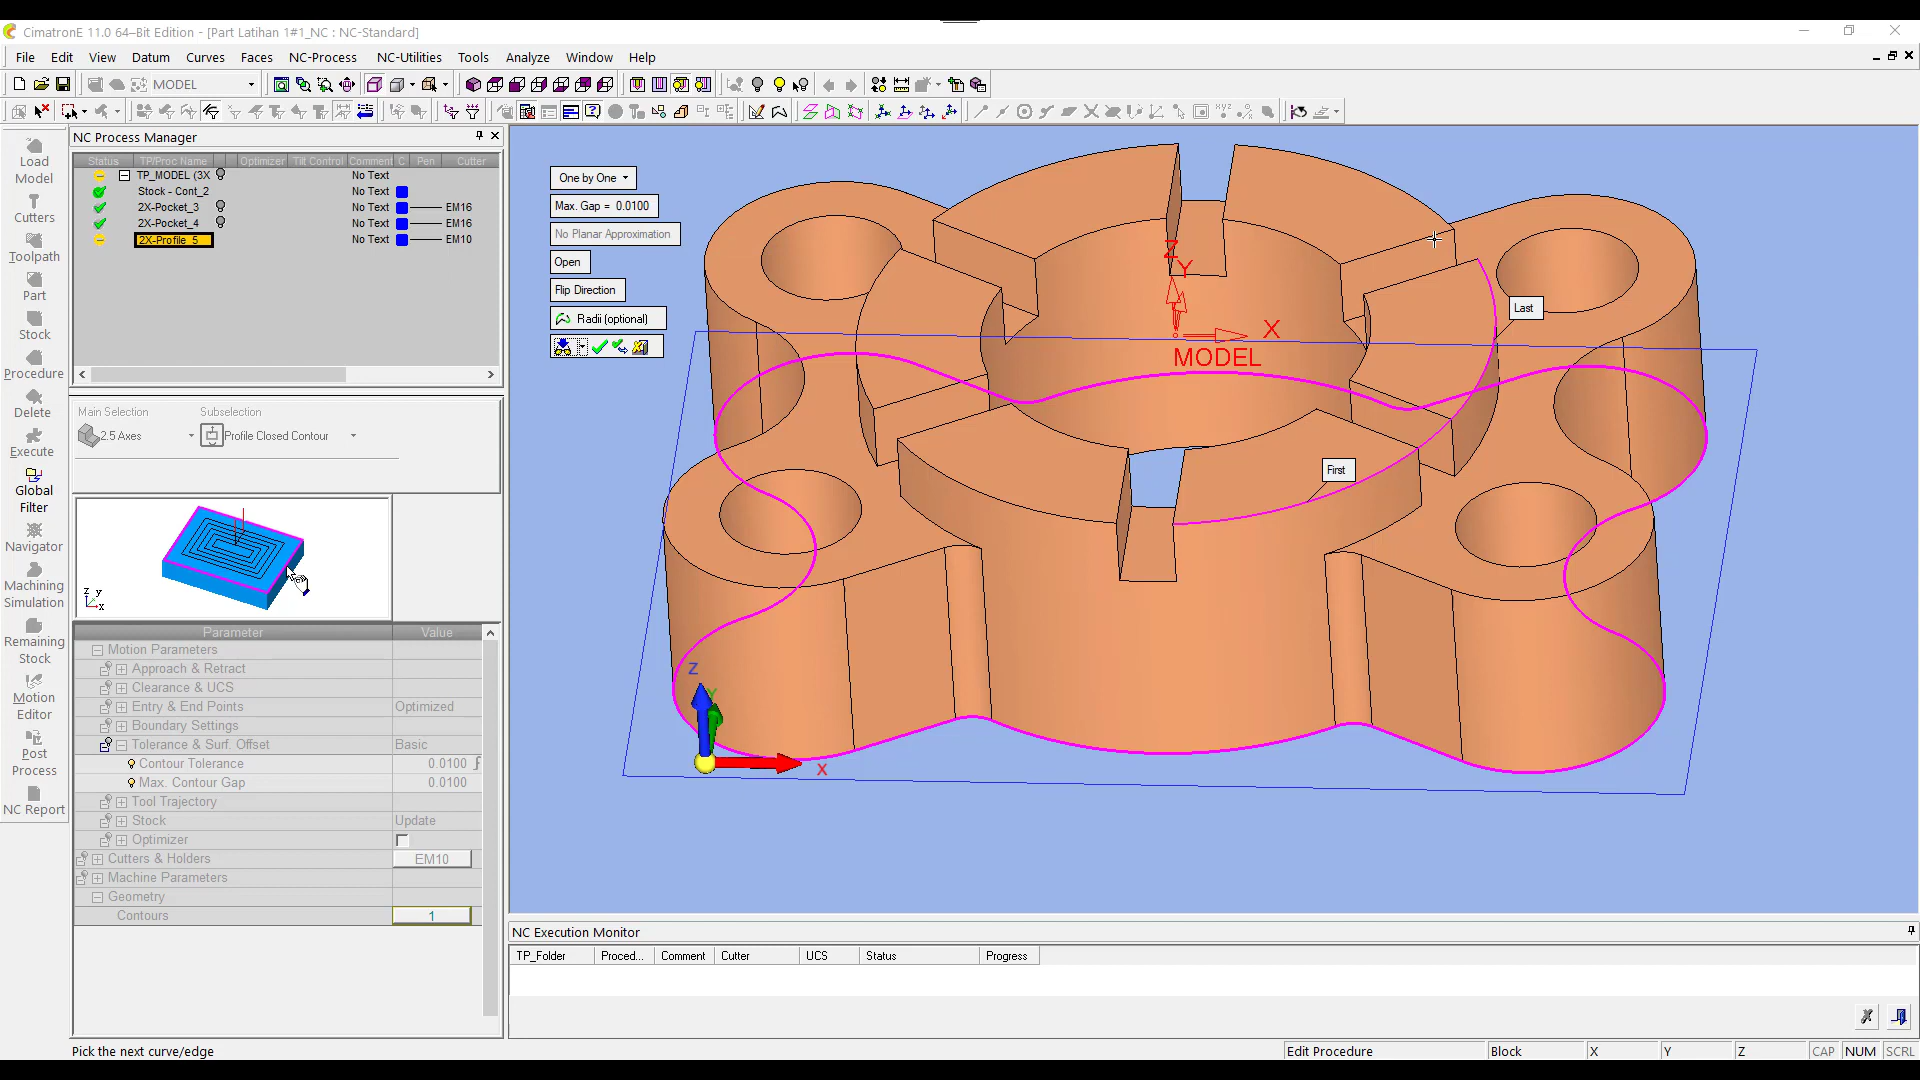 CimatronE 11.0 64–Bit Edition - [Part Latihan 1#1_NC : NC-Standard]
File Edit View Datum Curves Faces NC-Process NC-Utilities Tools Analyze Window Help
MODEL
NC Process Manager
Status TP/Proc Name Optimizer Tilt Control Comment C Pen Cutter
TP_MODEL (3X No Text
Stock - Cont_2 No Text
2X-Pocket_3 No Text EM16
2X-Pocket_4 No Text EM16
2X-Profile_5 No Text EM10
Load Model
Cutters
Toolpath
Part
Stock
Procedure
Delete
Execute
Global Filter
Navigator
Machining Simulation
Remaining Stock
Motion Editor
Post Process
NC Report
Main Selection Subselection
2.5 Axes Profile Closed Contour
z y
x
Parameter Value
Motion Parameters
Approach & Retract
Clearance & UCS
Entry & End Points Optimized
Boundary Settings
Tolerance & Surf. Offset Basic
Contour Tolerance 0.0100 f
Max. Contour Gap 0.0100
Tool Trajectory
Stock Update
Optimizer
Cutters & Holders EM10
Machine Parameters
Geometry
Contours 1
One by One
Max. Gap = 0.0100
No Planar Approximation
Open
Flip Direction
Radii (optional)
Z
Y
X
MODEL
Last
First
Z
Y
X
NC Execution Monitor
TP_Folder Proced... Comment Cutter UCS Status Progress
Pick the next curve/edge Edit Procedure Block X Y Z CAP NUM SCRL